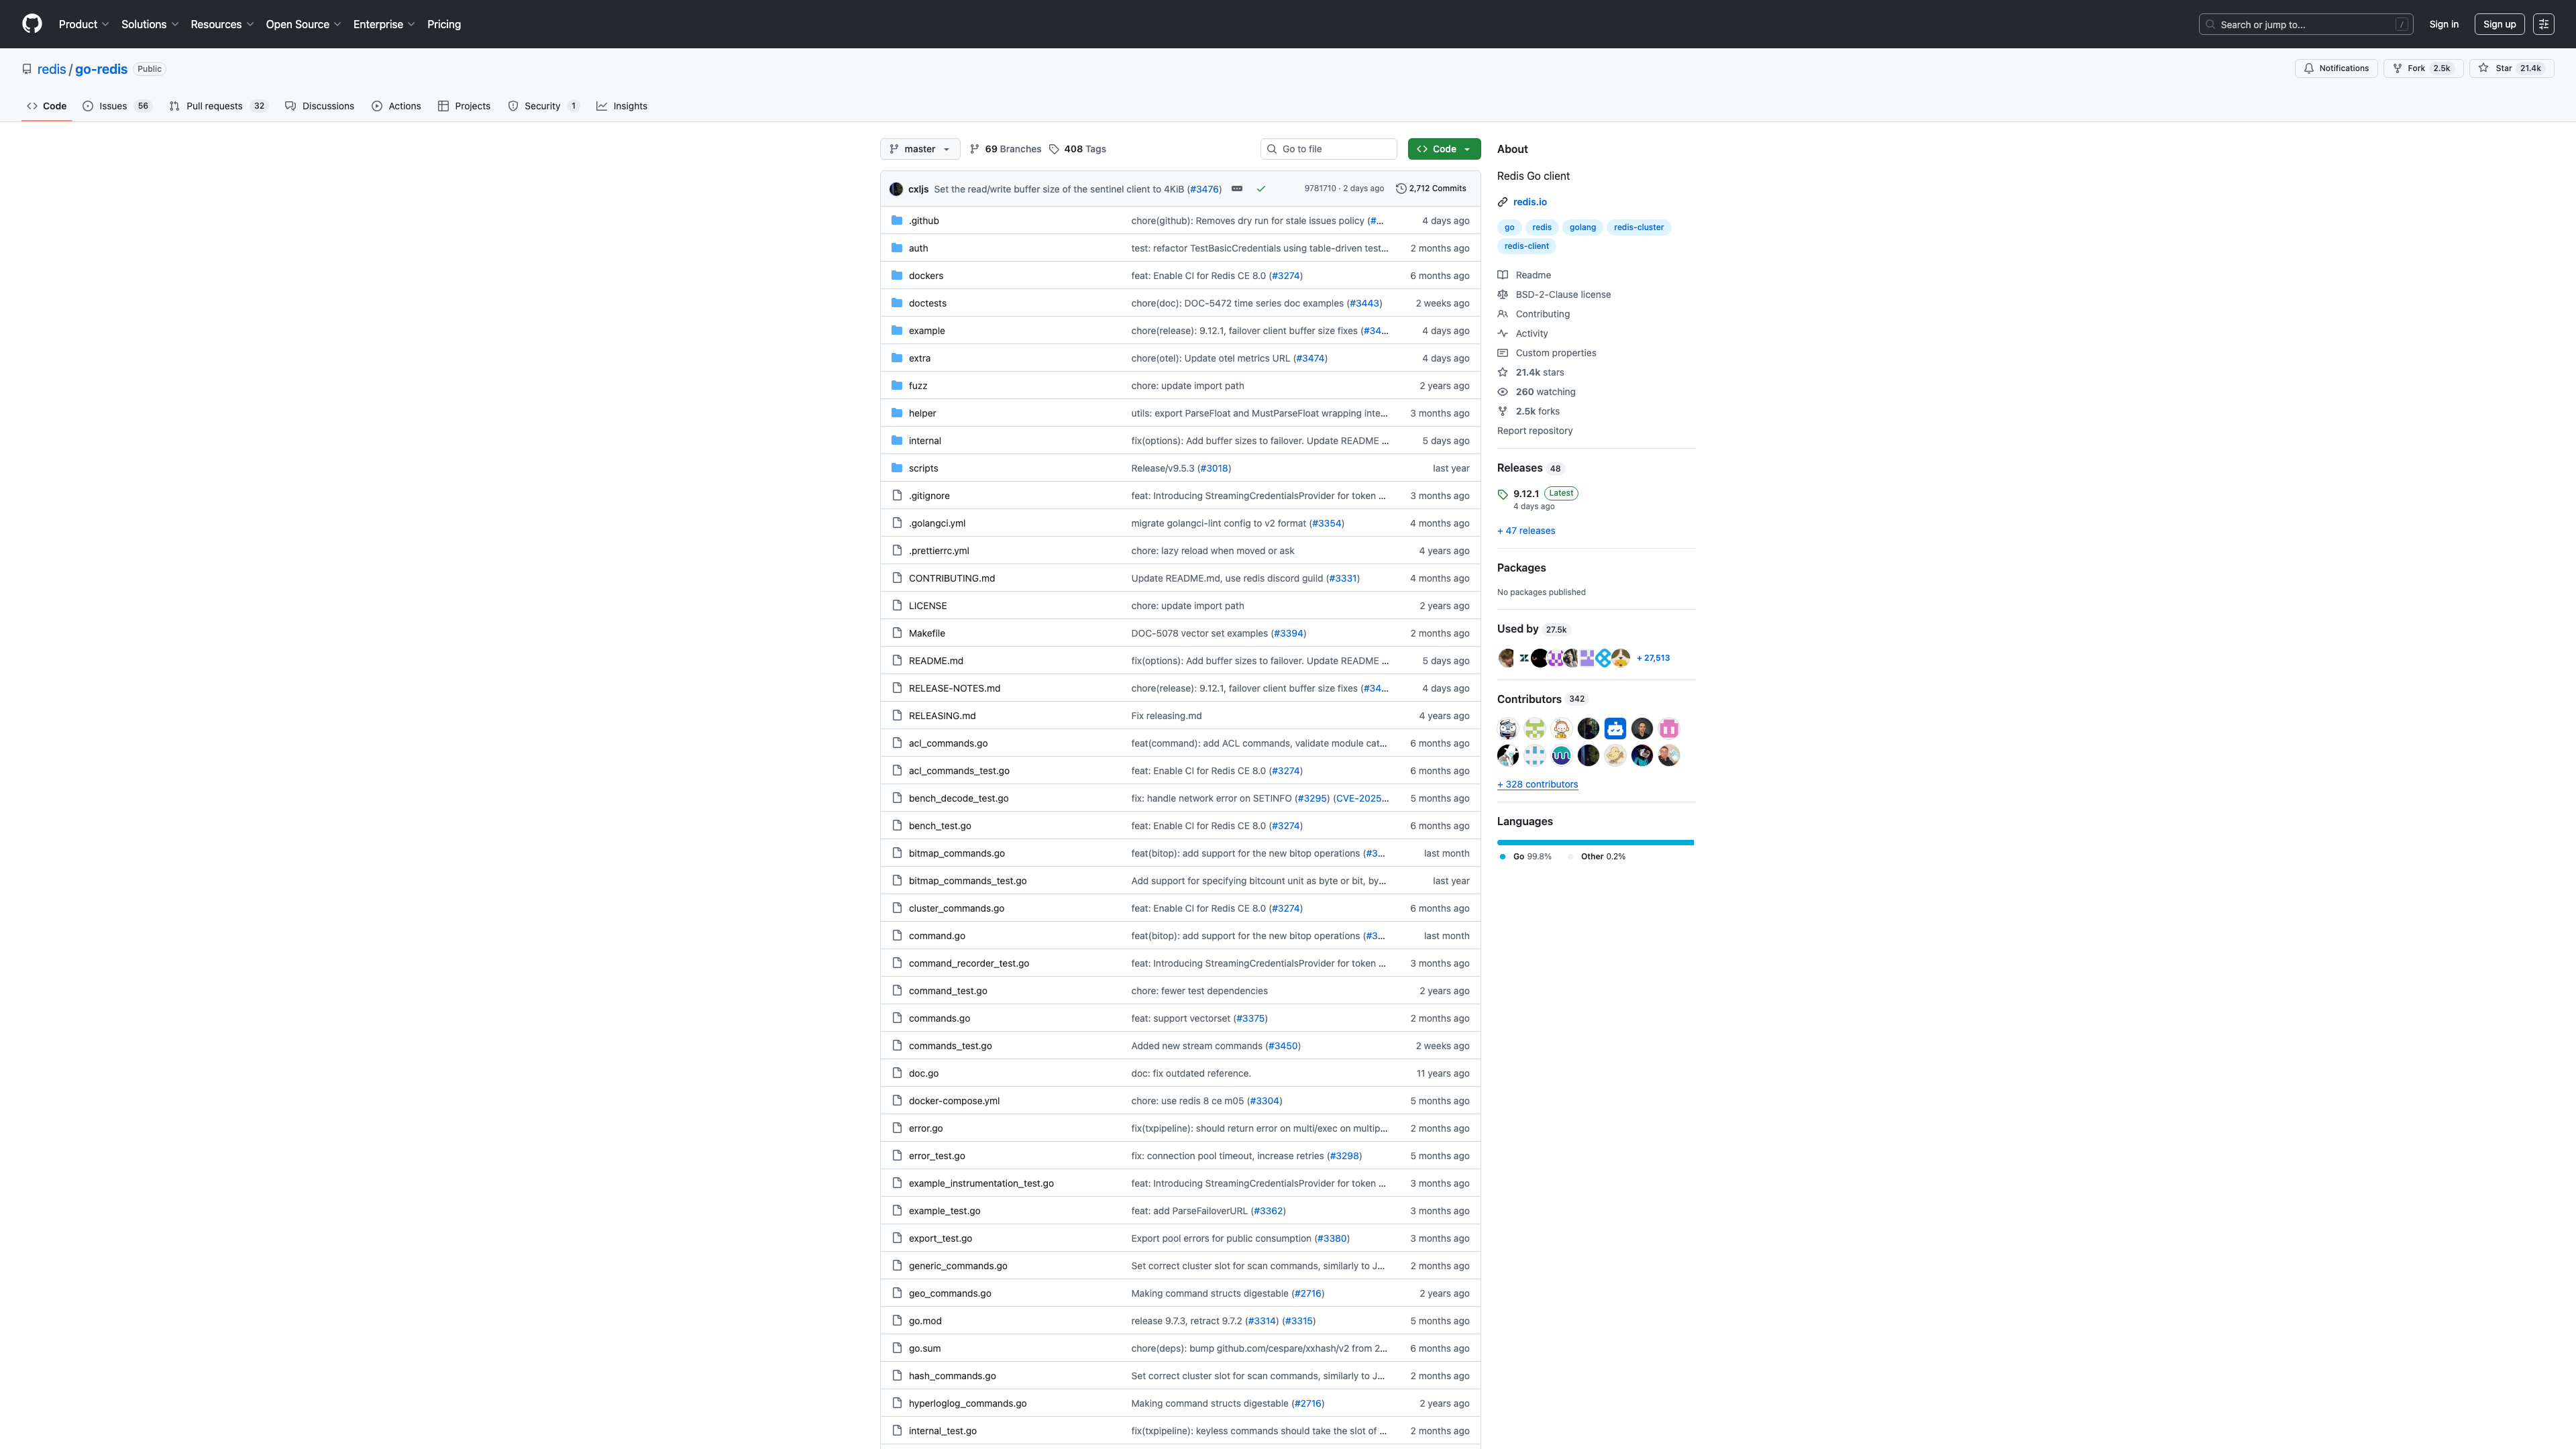 Product Solutions Resources Open Source Enterprise Pricing Search or jump to... / Sign in Sign up
redis / go-redis Public Notifications Fork 2.5k Star 21.4k
Code Issues 56 Pull requests 32 Discussions Actions Projects Security 1 Insights
master 69 Branches 408 Tags Go to file Code
cxljs Set the read/write buffer size of the sentinel client to 4KiB (#3476) 9781710 · 2 days ago 2,712 Commits
.github chore(github): Removes dry run for stale issues policy (#... 4 days ago
auth test: refactor TestBasicCredentials using table-driven test... 2 months ago
dockers feat: Enable CI for Redis CE 8.0 (#3274) 6 months ago
doctests chore(doc): DOC-5472 time series doc examples (#3443) 2 weeks ago
example chore(release): 9.12.1, failover client buffer size fixes (#34... 4 days ago
extra chore(otel): Update otel metrics URL (#3474) 4 days ago
fuzz chore: update import path 2 years ago
helper utils: export ParseFloat and MustParseFloat wrapping inte... 3 months ago
internal fix(options): Add buffer sizes to failover. Update README ... 5 days ago
scripts Release/v9.5.3 (#3018) last year
.gitignore feat: Introducing StreamingCredentialsProvider for token ... 3 months ago
.golangci.yml migrate golangci-lint config to v2 format (#3354) 4 months ago
.prettierrc.yml chore: lazy reload when moved or ask 4 years ago
CONTRIBUTING.md Update README.md, use redis discord guild (#3331) 4 months ago
LICENSE chore: update import path 2 years ago
Makefile DOC-5078 vector set examples (#3394) 2 months ago
README.md fix(options): Add buffer sizes to failover. Update README ... 5 days ago
RELEASE-NOTES.md chore(release): 9.12.1, failover client buffer size fixes (#34... 4 days ago
RELEASING.md Fix releasing.md 4 years ago
acl_commands.go feat(command): add ACL commands, validate module cat... 6 months ago
acl_commands_test.go feat: Enable CI for Redis CE 8.0 (#3274) 6 months ago
bench_decode_test.go fix: handle network error on SETINFO (#3295) (CVE-2025... 5 months ago
bench_test.go feat: Enable CI for Redis CE 8.0 (#3274) 6 months ago
bitmap_commands.go feat(bitop): add support for the new bitop operations (#3... last month
bitmap_commands_test.go Add support for specifying bitcount unit as byte or bit, by... last year
cluster_commands.go feat: Enable CI for Redis CE 8.0 (#3274) 6 months ago
command.go feat(bitop): add support for the new bitop operations (#3... last month
command_recorder_test.go feat: Introducing StreamingCredentialsProvider for token ... 3 months ago
command_test.go chore: fewer test dependencies 2 years ago
commands.go feat: support vectorset (#3375) 2 months ago
commands_test.go Added new stream commands (#3450) 2 weeks ago
doc.go doc: fix outdated reference. 11 years ago
docker-compose.yml chore: use redis 8 ce m05 (#3304) 5 months ago
error.go fix(txpipeline): should return error on multi/exec on multip... 2 months ago
error_test.go fix: connection pool timeout, increase retries (#3298) 5 months ago
example_instrumentation_test.go feat: Introducing StreamingCredentialsProvider for token ... 3 months ago
example_test.go feat: add ParseFailoverURL (#3362) 3 months ago
export_test.go Export pool errors for public consumption (#3380) 3 months ago
generic_commands.go Set correct cluster slot for scan commands, similarly to J... 2 months ago
geo_commands.go Making command structs digestable (#2716) 2 years ago
go.mod release 9.7.3, retract 9.7.2 (#3314) (#3315) 5 months ago
go.sum chore(deps): bump github.com/cespare/xxhash/v2 from 2... 6 months ago
hash_commands.go Set correct cluster slot for scan commands, similarly to J... 2 months ago
hyperloglog_commands.go Making command structs digestable (#2716) 2 years ago
internal_test.go fix(txpipeline): keyless commands should take the slot of ... 2 months ago
About
Redis Go client
redis.io
go redis golang redis-cluster
redis-client
Readme
BSD-2-Clause license
Contributing
Activity
Custom properties
21.4k stars
260 watching
2.5k forks
Report repository
Releases 48
9.12.1 Latest
4 days ago
+ 47 releases
Packages
No packages published
Used by 27.5k
+ 27,513
Contributors 342
+ 328 contributors
Languages
Go 99.8% Other 0.2%